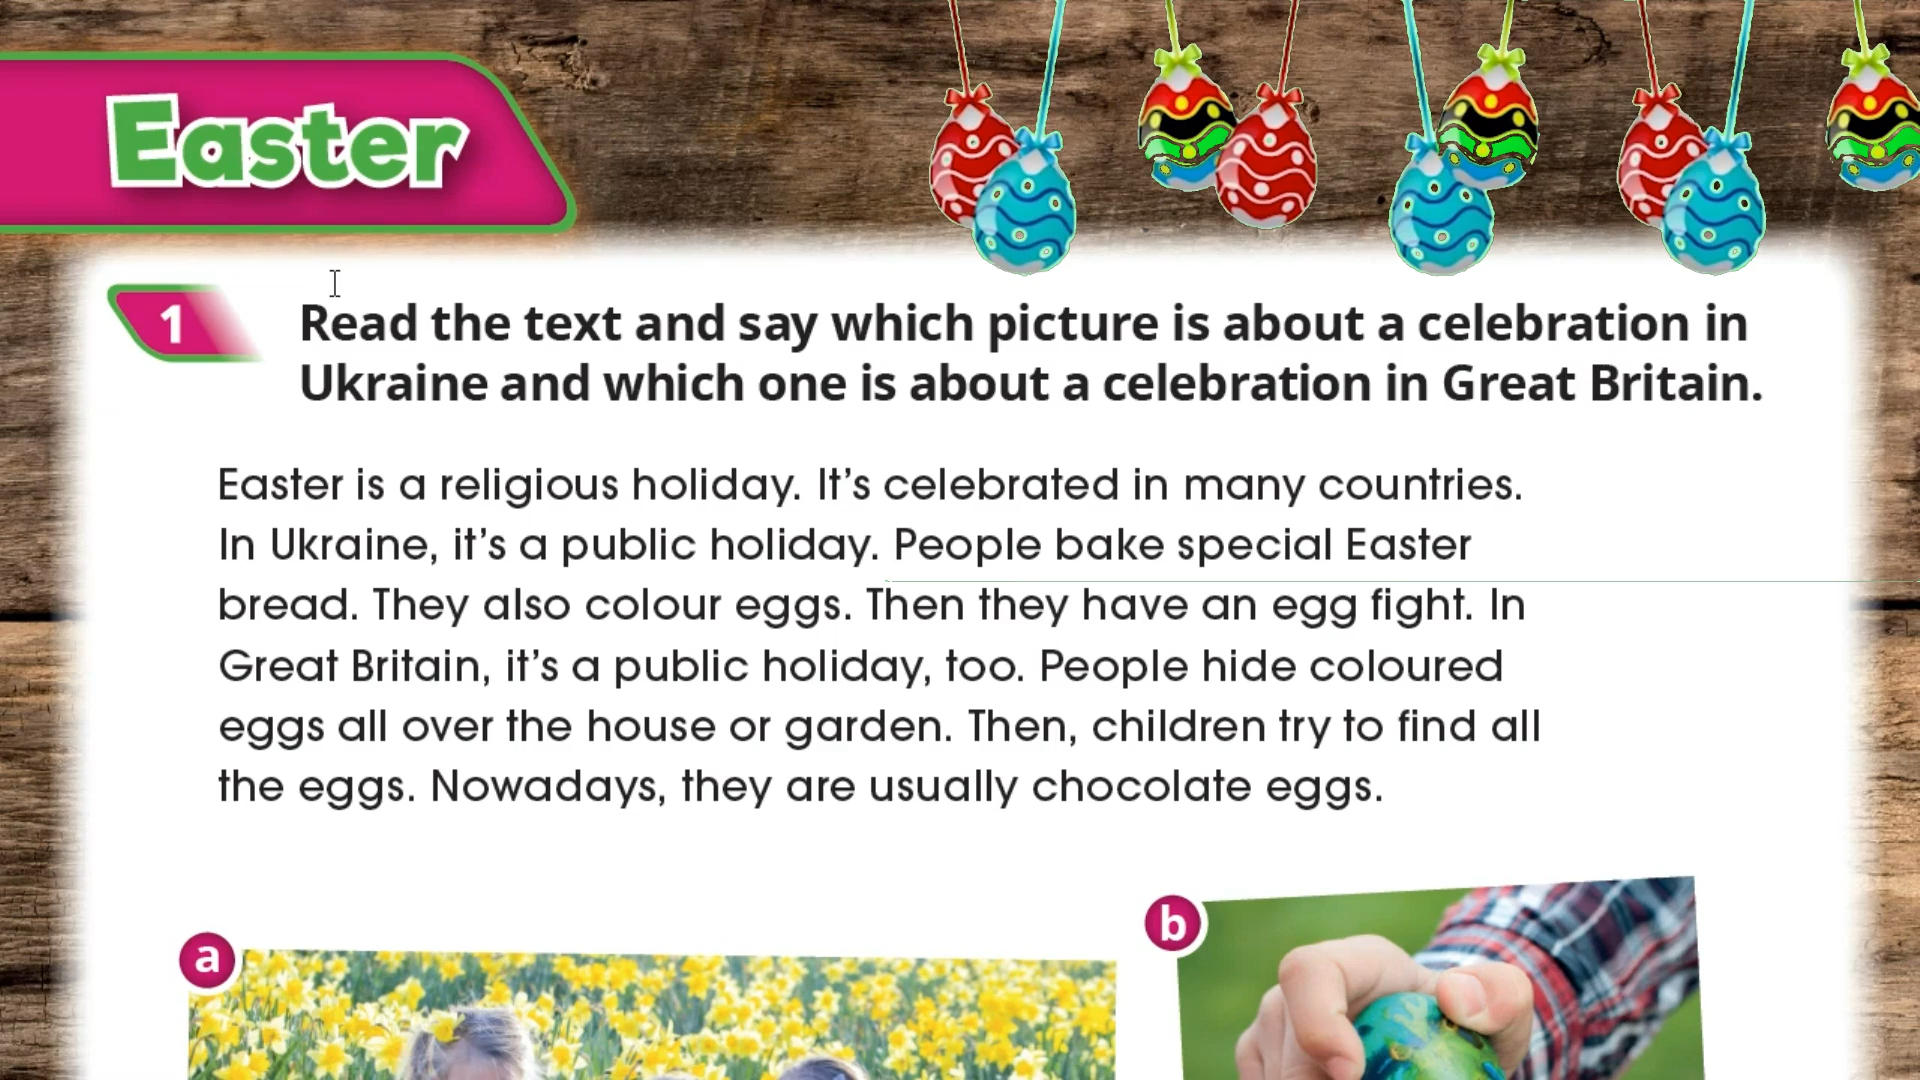 Easter
1
Read the text and say which picture is about a celebration in
Ukraine and which one is about a celebration in Great Britain.
Easter is a religious holiday. It's celebrated in many countries.
In Ukraine, it's a public holiday. People bake special Easter
bread. They also colour eggs. Then they have an egg fight. In
Great Britain, it's a public holiday, too. People hide coloured
eggs all over the house or garden. Then, children try to find all
the eggs. Nowadays, they are usually chocolate eggs.
a
b